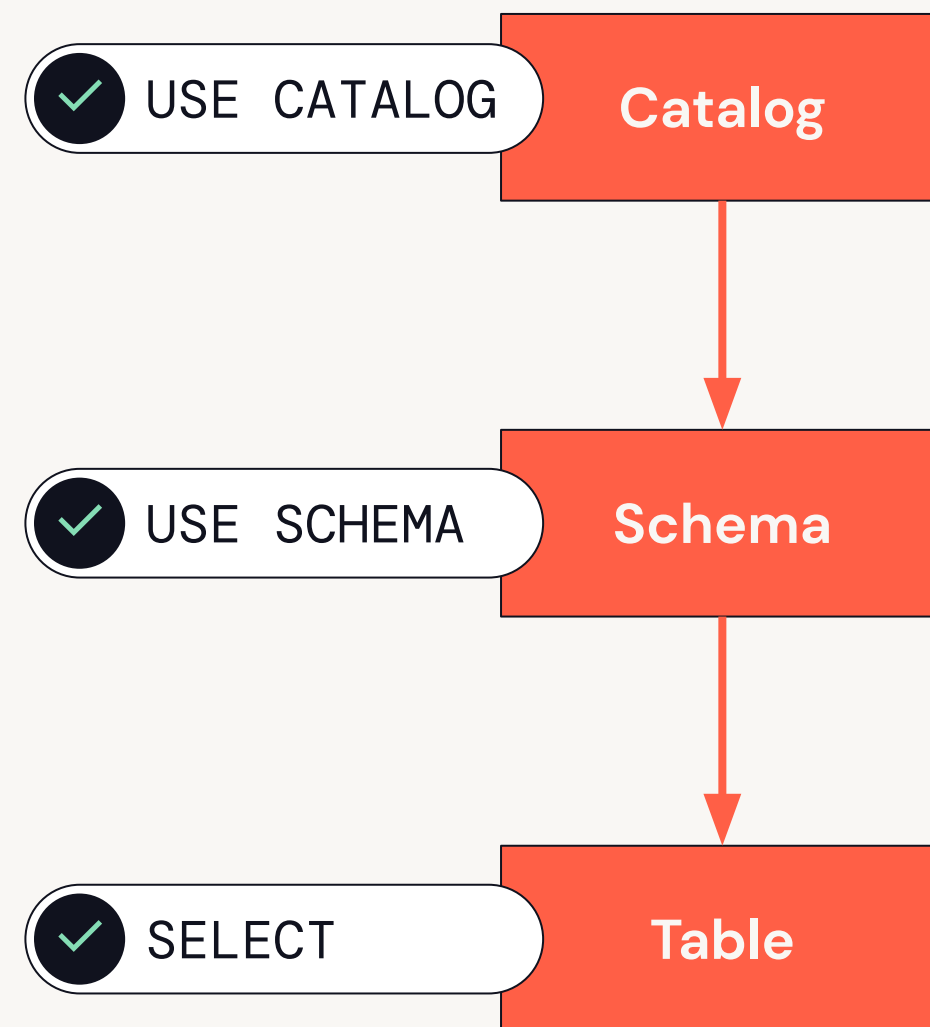 USE CATALOG
Catalog
USE SCHEMA
Schema
SELECT
Table